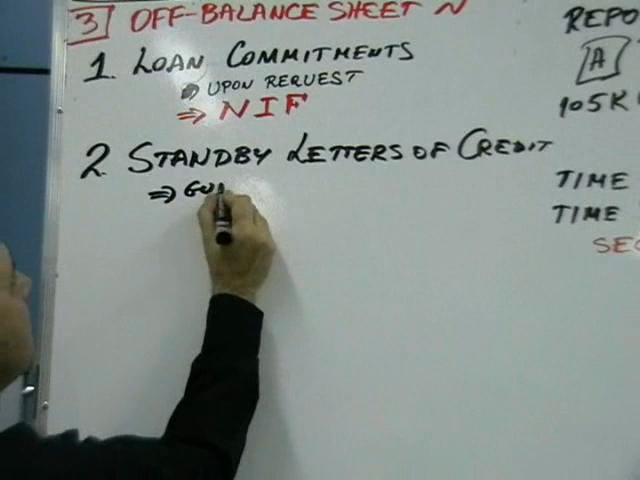 3 OFF-BALANCE SHEET N
1. LOAN COMMITMENTS
UPON REQUEST
⇒ NIF
2. STANDBY LETTERS OF CREDIT
⇒ GU
REPO
A
105K
TIME
TIME
SEC